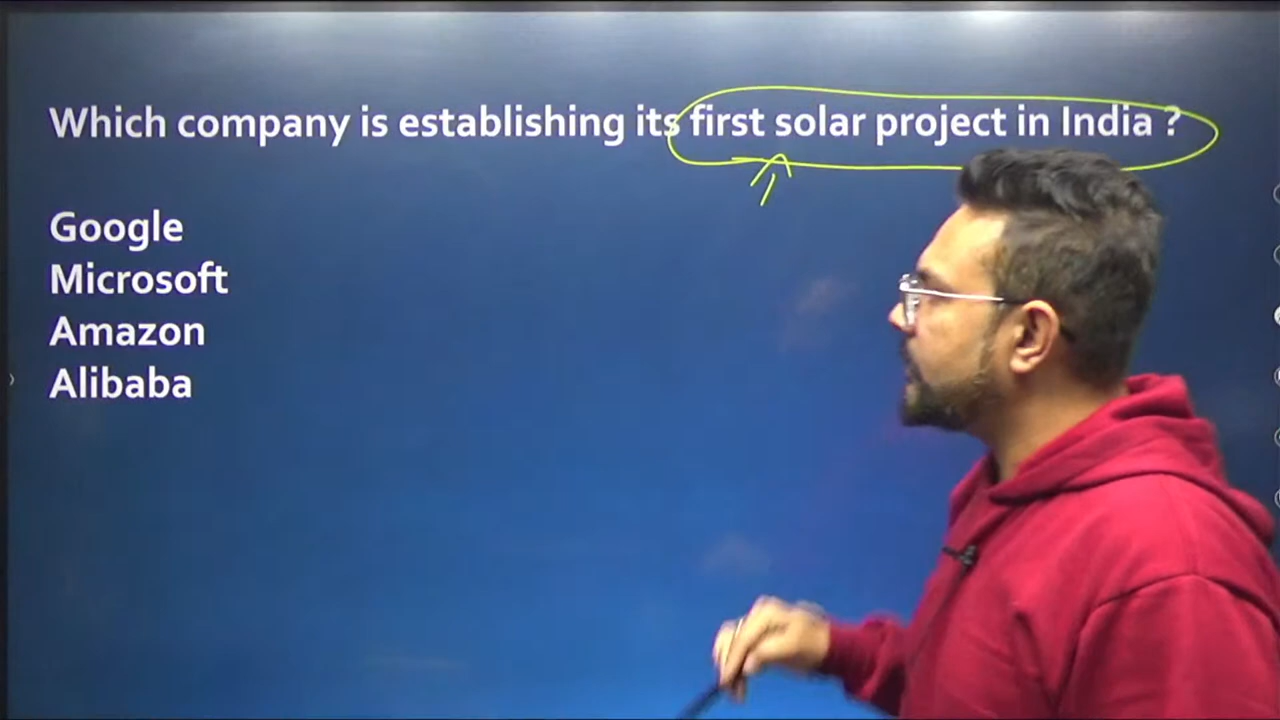 Which company is establishing its first solar project in India ?
Google
Microsoft
Amazon
Alibaba